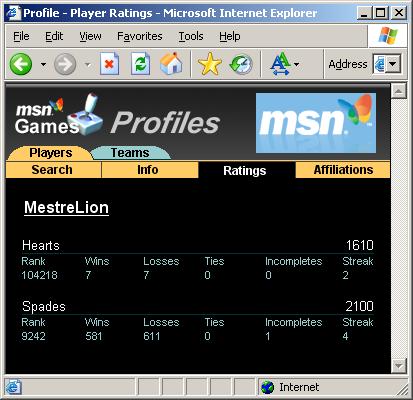 Profile - Player Ratings - Microsoft Internet Explorer
File Edit View Favorites Tools Help
Address
msn Games Profiles
msn
Players Teams
Search Info Ratings Affiliations
MestreLion
Hearts 1610
Rank Wins Losses Ties Incompletes Streak
104218 7 7 0 0 2
Spades 2100
Rank Wins Losses Ties Incompletes Streak
9242 581 611 0 1 4
Internet